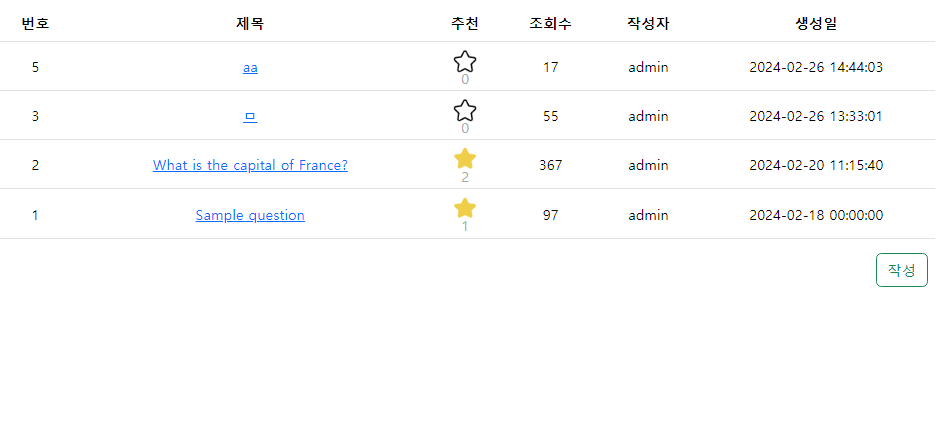 번호 제목 추천 조회수 작성자 생성일
5 aa 0 17 admin 2024-02-26 14:44:03
3 ㅁ 0 55 admin 2024-02-26 13:33:01
2 What is the capital of France? 2 367 admin 2024-02-20 11:15:40
1 Sample question 1 97 admin 2024-02-18 00:00:00
작성